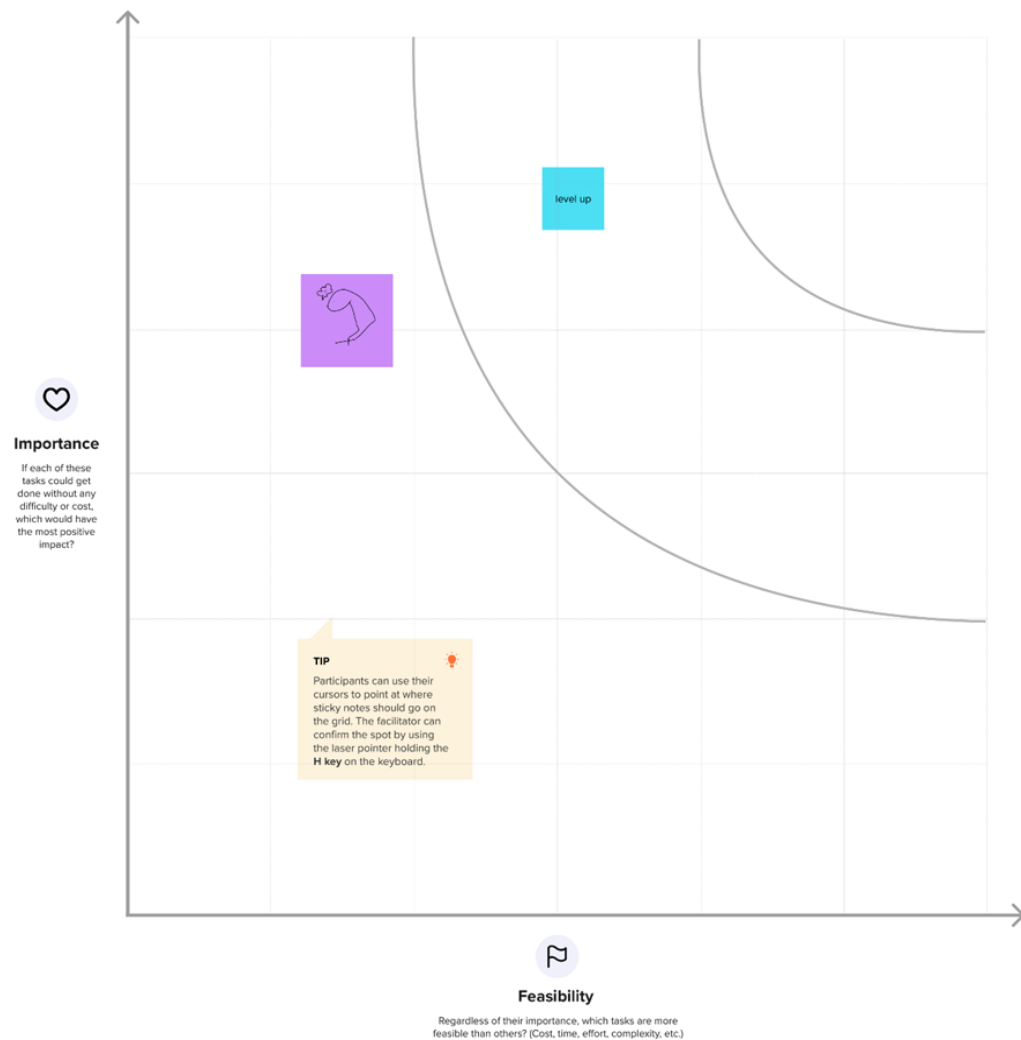 level up
Importance
If each of these
tasks could get
done without any
difficulty or cost,
which would have
the most positive
impact?
TIP
Participants can use their
cursors to point at where
sticky notes should go on
the grid. The facilitator can
confirm the spot by using
the laser pointer holding the
H key on the keyboard.
Feasibility
Regardless of their importance, which tasks are more
feasible than others? (Cost, time, effort, complexity, etc.)